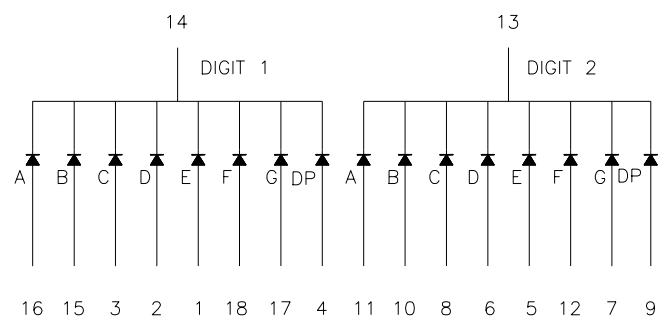 14 13
DIGIT 1 DIGIT 2
A B C D E F G DP A B C D E F G DP
16 15 3 2 1 18 17 4 11 10 8 6 5 12 7 9